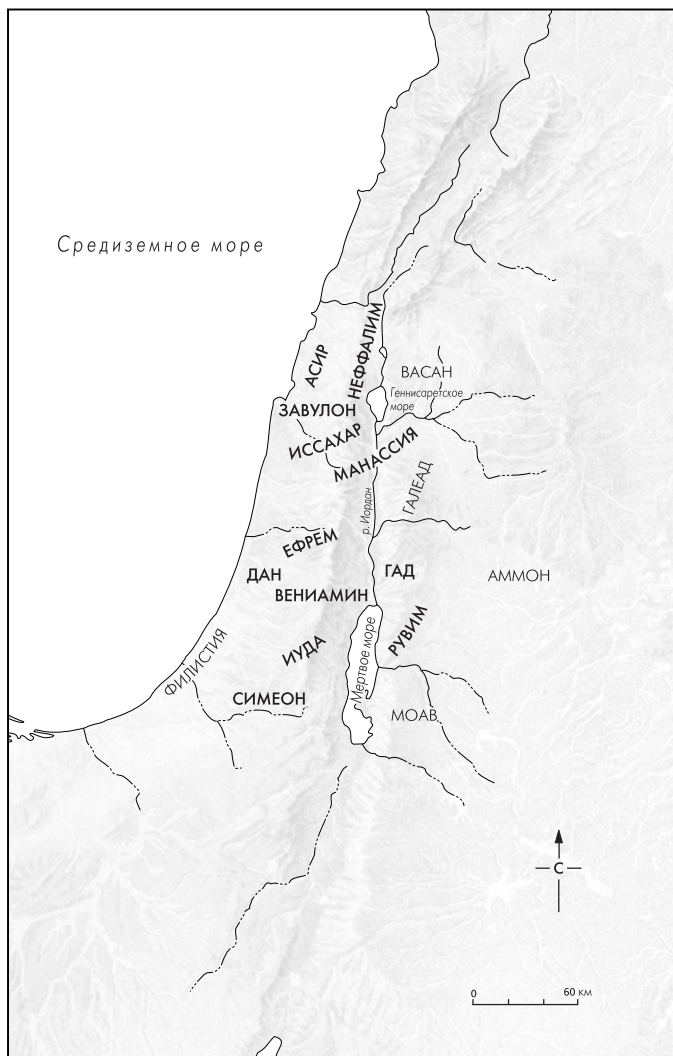 Средиземное море
НЕФФАЛИМ
АСИР
ВАСАН
Геннисаретское
море
ЗАВУЛОН
ИССАХАР
МАНАССИЯ
ГАЛЕАД
р. Иордан
ЕФРЕМ
ДАН
ГАД
АММОН
ВЕНИАМИН
РУВИМ
ИУДА
Мертвое море
ФИЛИСТИЯ
СИМЕОН
МОАВ
С
0
60 км